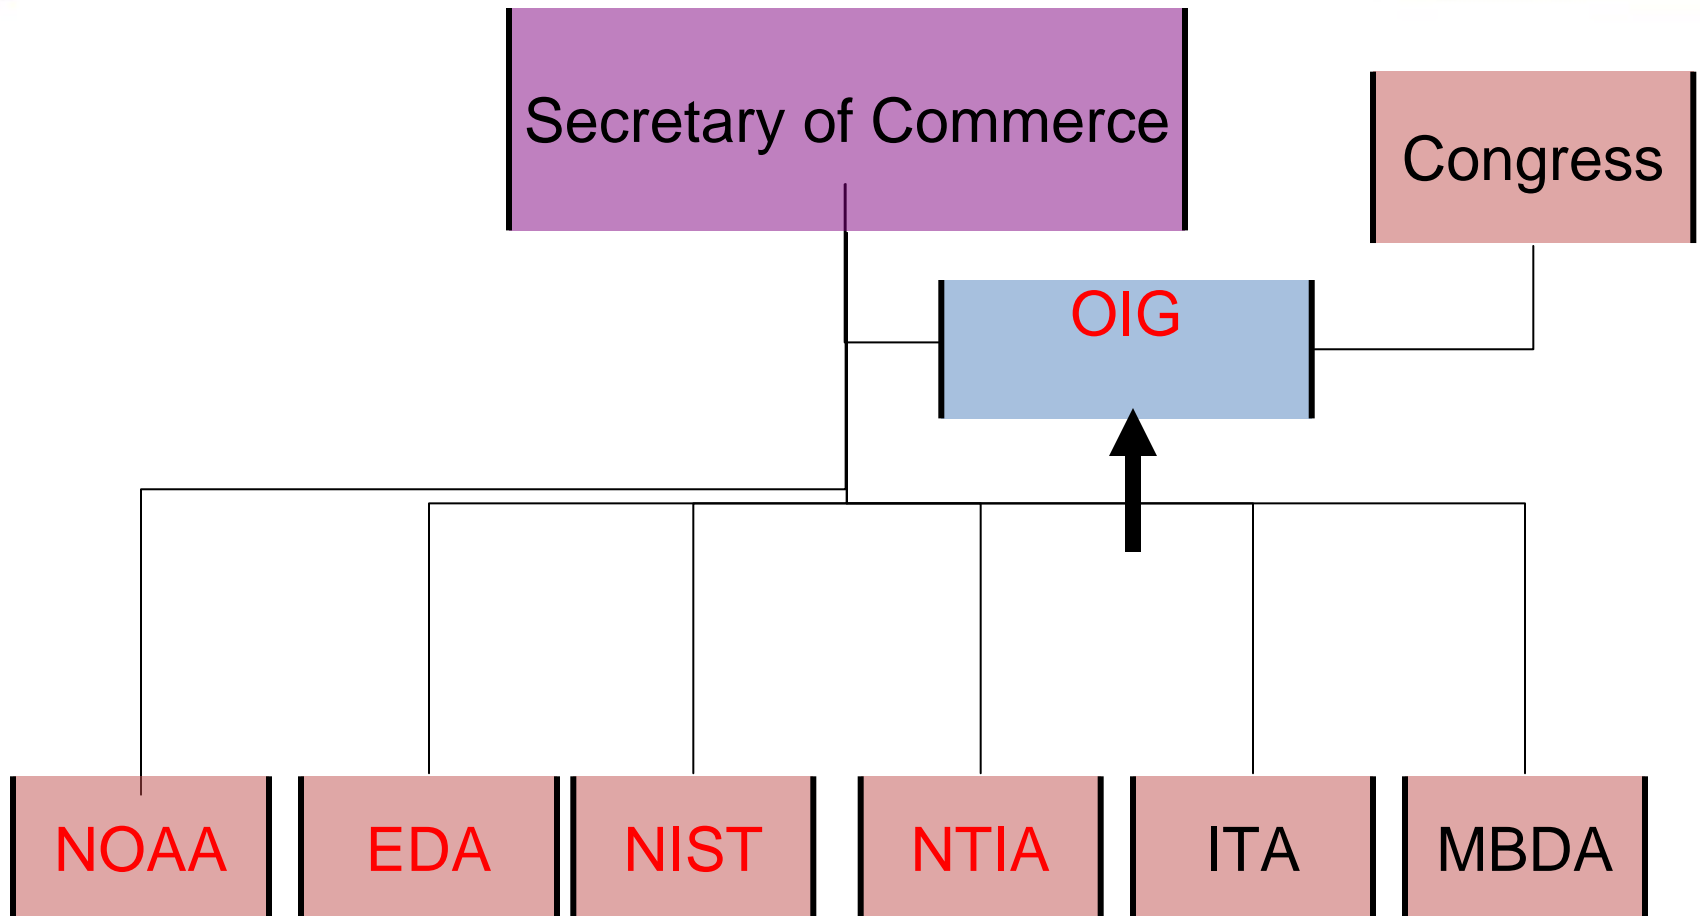 Secretary of Commerce
Congress
OIG
NOAA
EDA
NIST
NTIA
ITA
MBDA